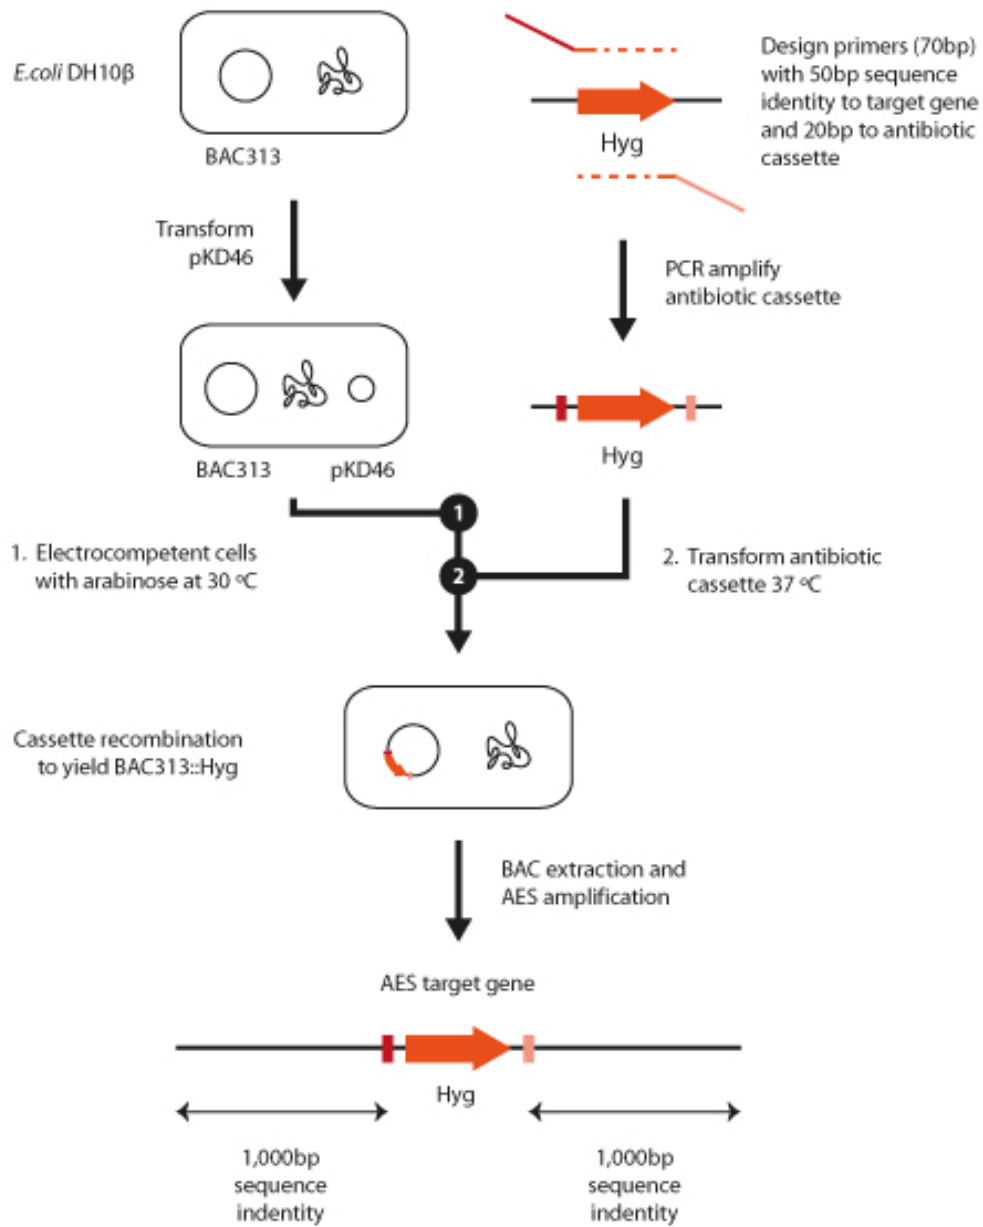 E.coli DH10β
BAC313
Design primers (70bp)
with 50bp sequence
identity to target gene
and 20bp to antibiotic
cassette
Hyg
Transform
pKD46
PCR amplify
antibiotic cassette
BAC313
pKD46
Hyg
1
2
1. Electrocompetent cells
with arabinose at 30 ºC
2. Transform antibiotic
cassette 37 ºC
Cassette recombination
to yield BAC313::Hyg
BAC extraction and
AES amplification
AES target gene
Hyg
1,000bp
sequence
indentity
1,000bp
sequence
indentity